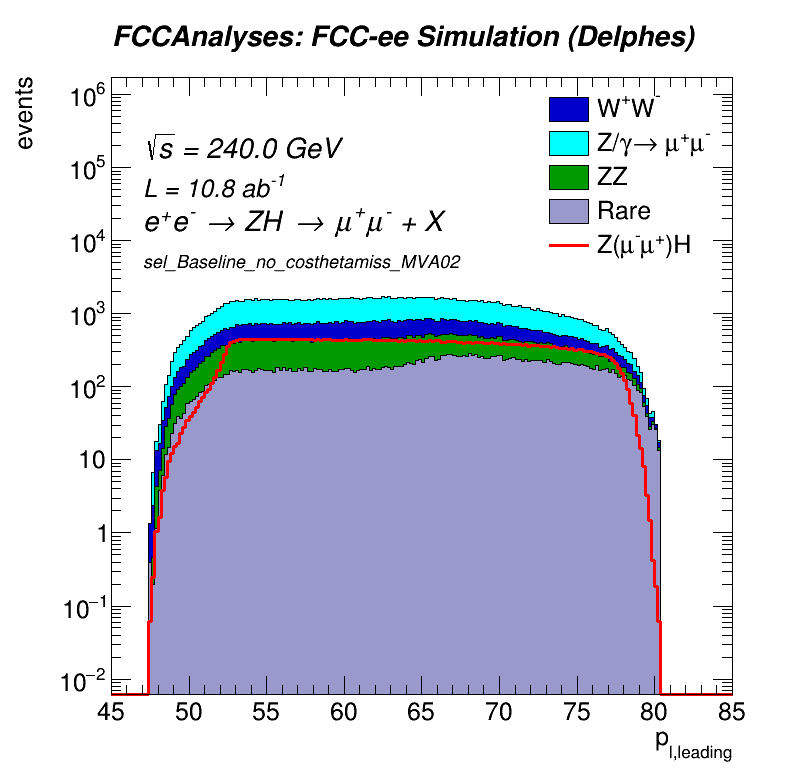 FCCAnalyses: FCC-ee Simulation (Delphes)
events
10⁶
10⁵
10⁴
10³
10²
10
1
10⁻¹
10⁻²
√s = 240.0 GeV
L = 10.8 ab⁻¹
e⁺e⁻ → ZH → μ⁺μ⁻ + X
sel_Baseline_no_costhetamiss_MVA02
W⁺W⁻
Z/γ→ μ⁺μ⁻
ZZ
Rare
Z(μ⁻μ⁺)H
45 50 55 60 65 70 75 80 85
p_l,leading